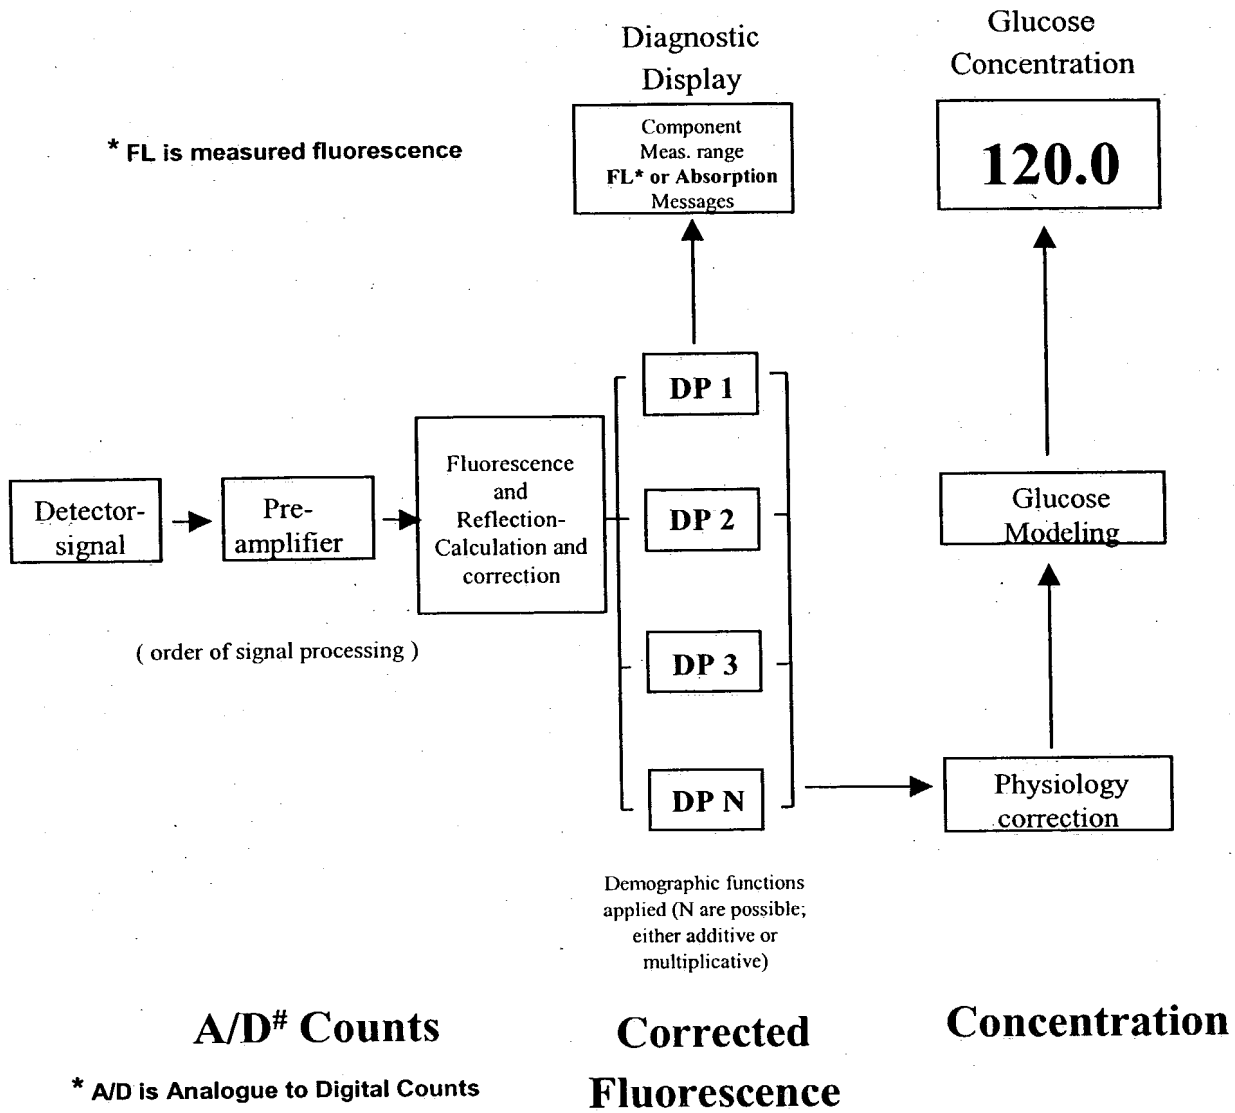 Diagnostic
Display
Glucose
Concentration
* FL is measured fluorescence
Component
Meas. range
FL* or Absorption
Messages
120.0
DP 1
Detector-
signal
Pre-
amplifier
Fluorescence
and
Reflection-
Calculation and
correction
DP 2
Glucose
Modeling
( order of signal processing )
DP 3
DP N
Physiology
correction
Demographic functions
applied (N are possible;
either additive or
multiplicative)
A/D# Counts
Corrected
Fluorescence
Concentration
* A/D is Analogue to Digital Counts